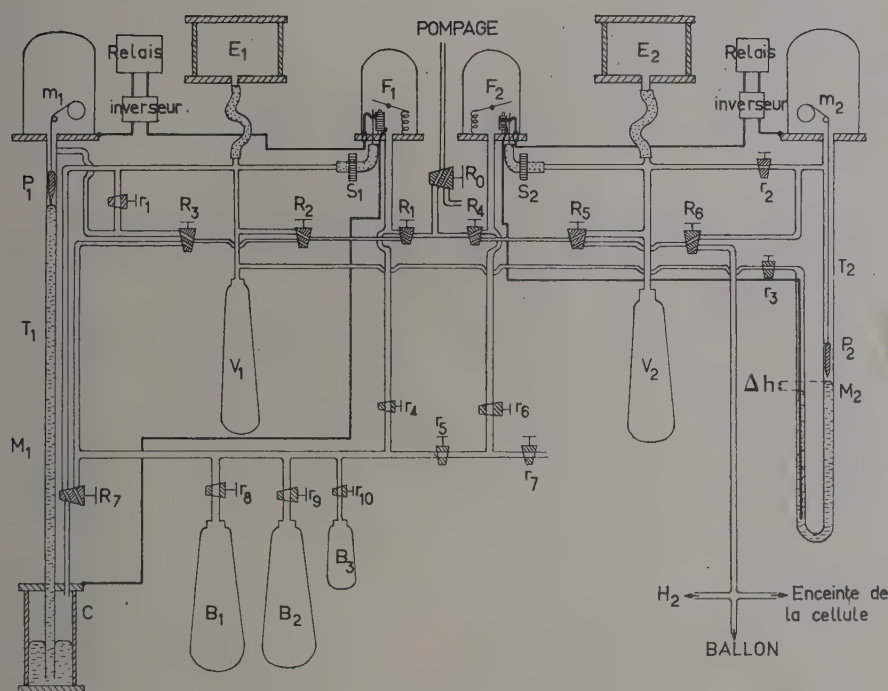 POMPAGE
Relais
E₁
F₁
F₂
E₂
Relais
m₁
inverseur
inverseur
m₂
P₁
S₁
R₀
S₂
r₂
r₁
R₃
R₂
R₁
R₄
R₅
R₆
T₂
r₃
T₁
V₁
V₂
P₂
Δh
M₂
r₄
r₆
M₁
r₅
r₇
R₇
r₈
r₉
r₁₀
B₃
C
B₁
B₂
H₂
Enceinte de
la cellule
BALLON